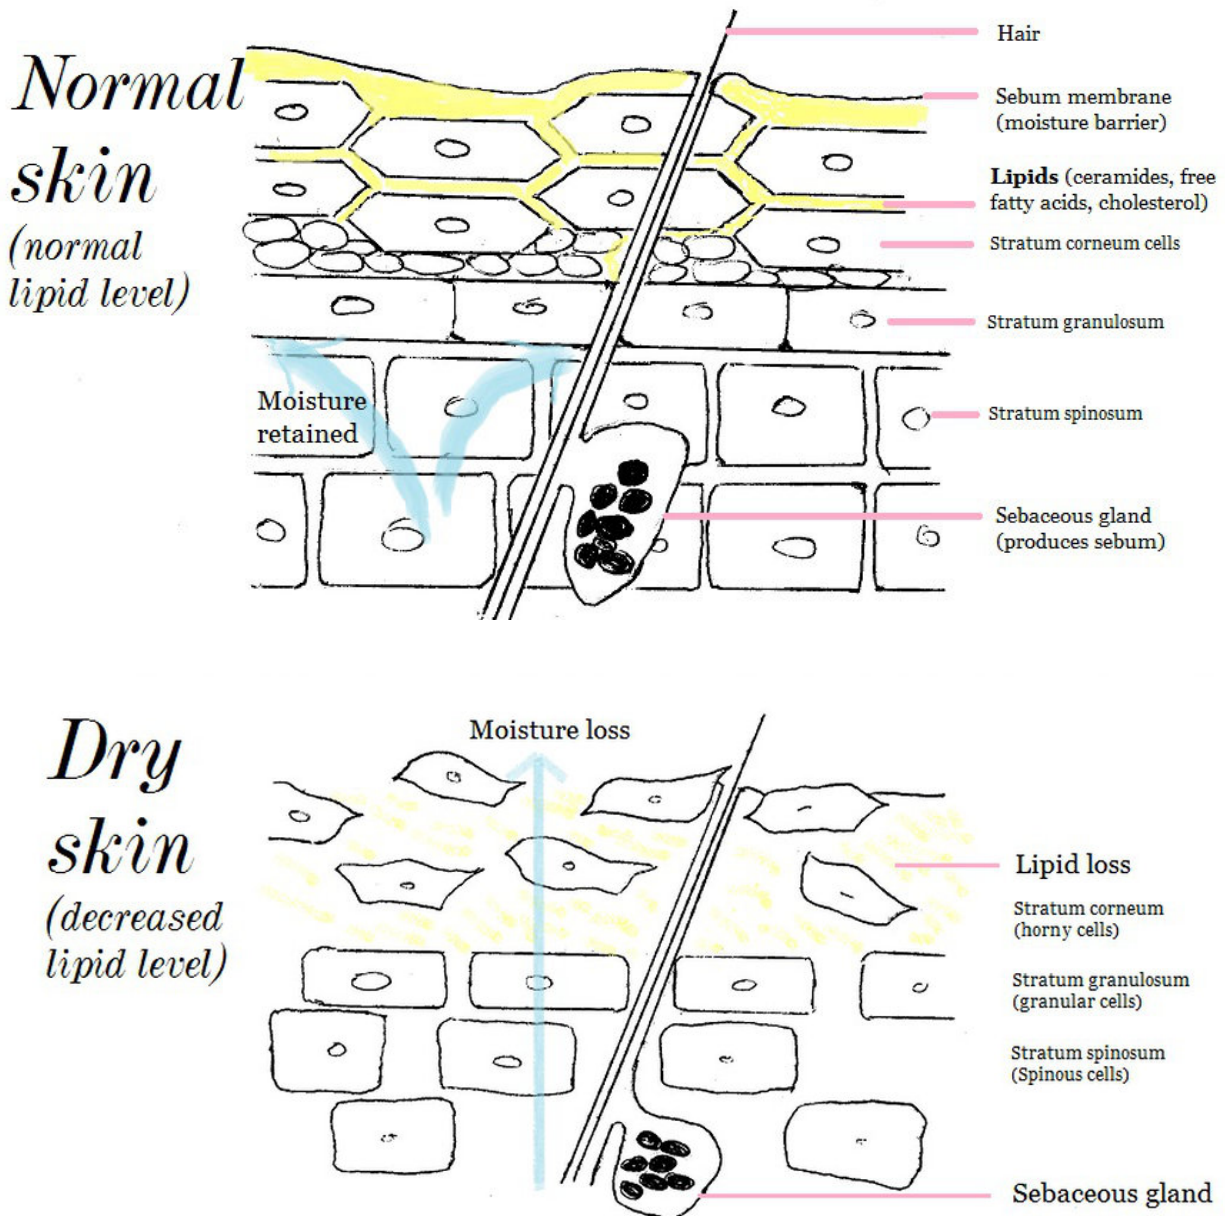 Normal
skin
(normal
lipid level)
Hair
Sebum membrane
(moisture barrier)
Lipids (ceramides, free
fatty acids, cholesterol)
Stratum corneum cells
Stratum granulosum
Moisture
retained
Stratum spinosum
Sebaceous gland
(produces sebum)
Dry
skin
(decreased
lipid level)
Moisture loss
Lipid loss
Stratum corneum
(horny cells)
Stratum granulosum
(granular cells)
Stratum spinosum
(Spinous cells)
Sebaceous gland